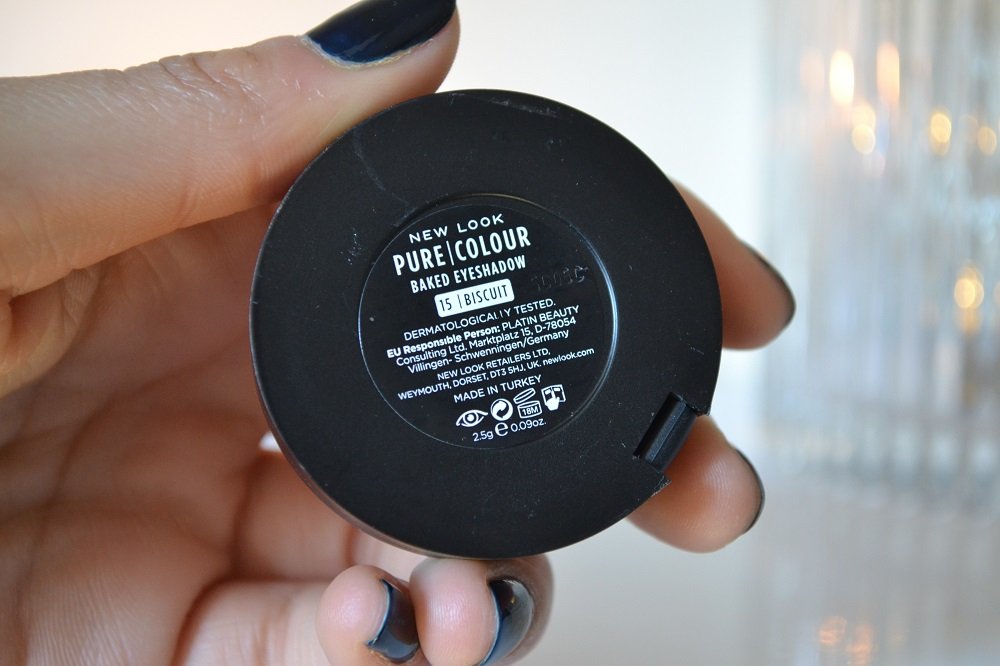 NEW LOOK
PURE|COLOUR
BAKED EYESHADOW
15 | BISCUIT
DERMATOLOGICALLY TESTED.
EU Responsible Person: PLATIN BEAUTY
Consulting Ltd. Marktplatz 15, D-78054
Villingen- Schwenningen/Germany
NEW LOOK RETAILERS LTD,
WEYMOUTH, DORSET, DT3 5HJ, UK. newlook.com
MADE IN TURKEY
18M
2.5g e 0.09oz.